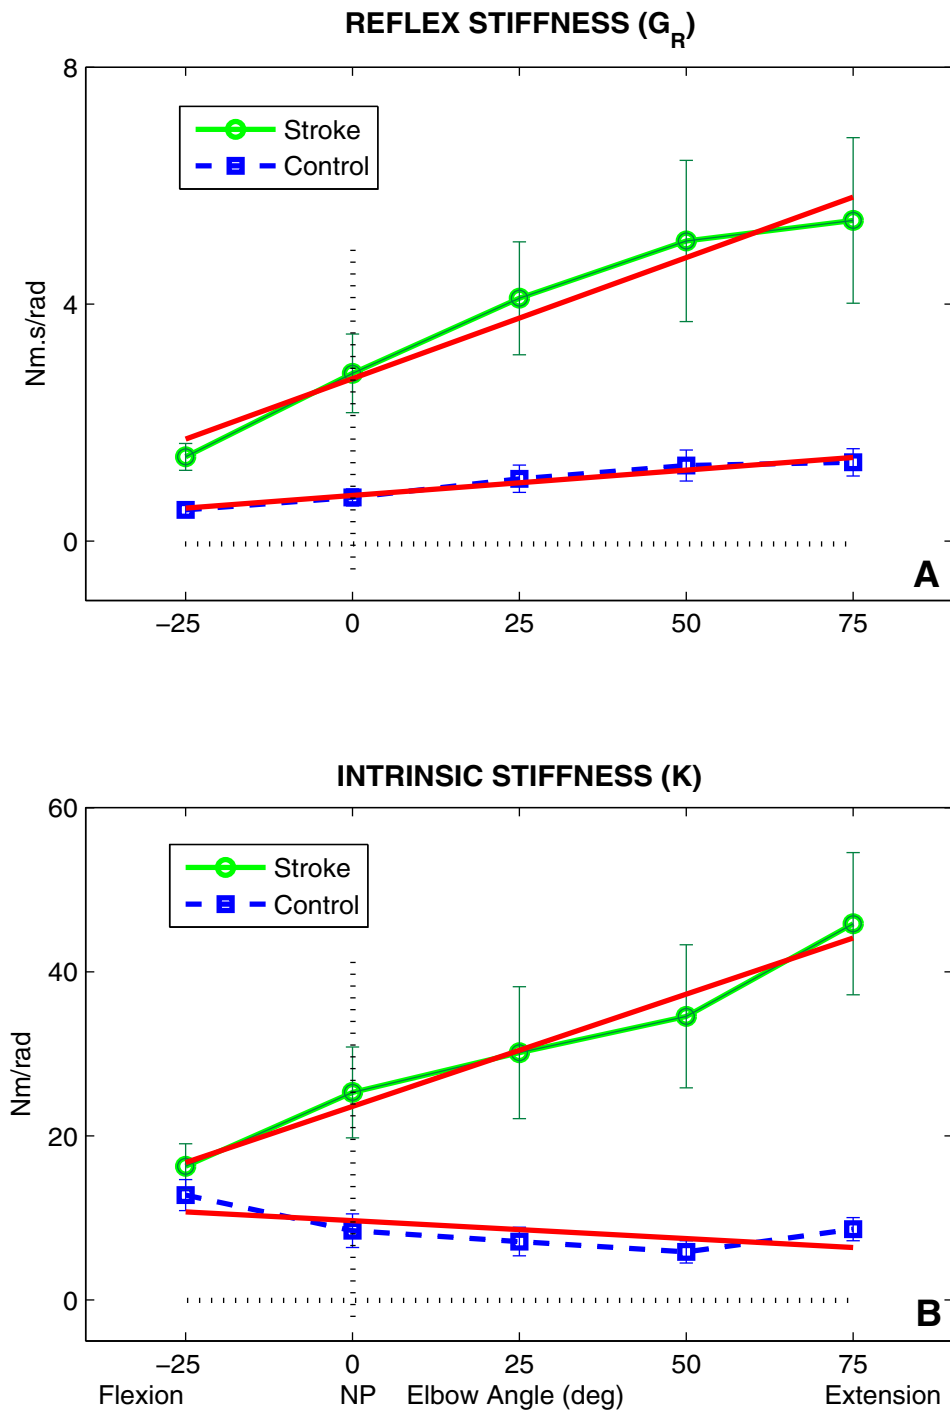 REFLEX STIFFNESS (G_R)
8
Stroke
Control
4
Nm.s/rad
0
A
−25 0 25 50 75
INTRINSIC STIFFNESS (K)
60
Stroke
Control
40
Nm/rad
20
0
B
−25 0 25 50 75
Flexion NP Elbow Angle (deg) Extension